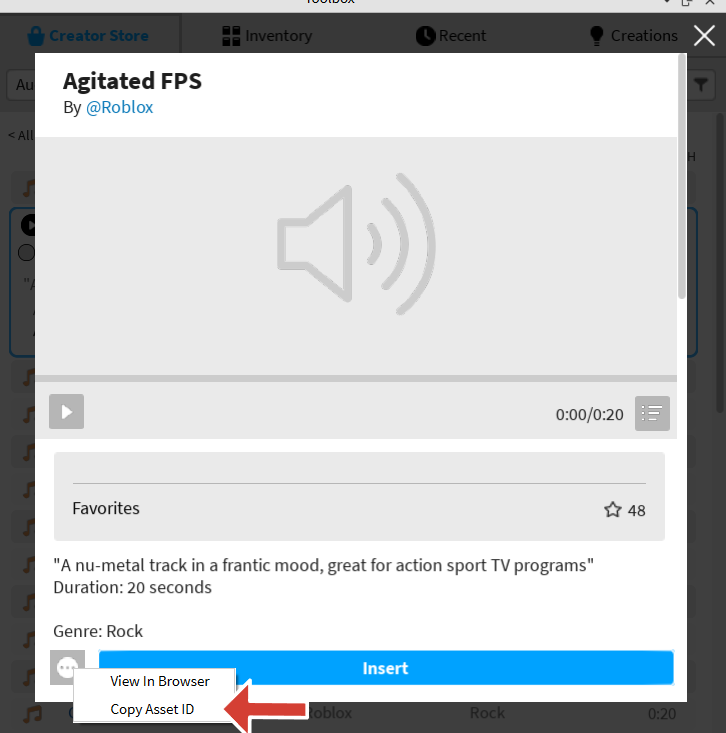 Toolbox
Creator Store
Inventory
Recent
Creations
Au
< All
Agitated FPS
By @Roblox
0:00/0:20
Favorites
48
"A nu-metal track in a frantic mood, great for action sport TV programs"
Duration: 20 seconds
Genre: Rock
Insert
View In Browser
Copy Asset ID
Roblox
Rock
0:20